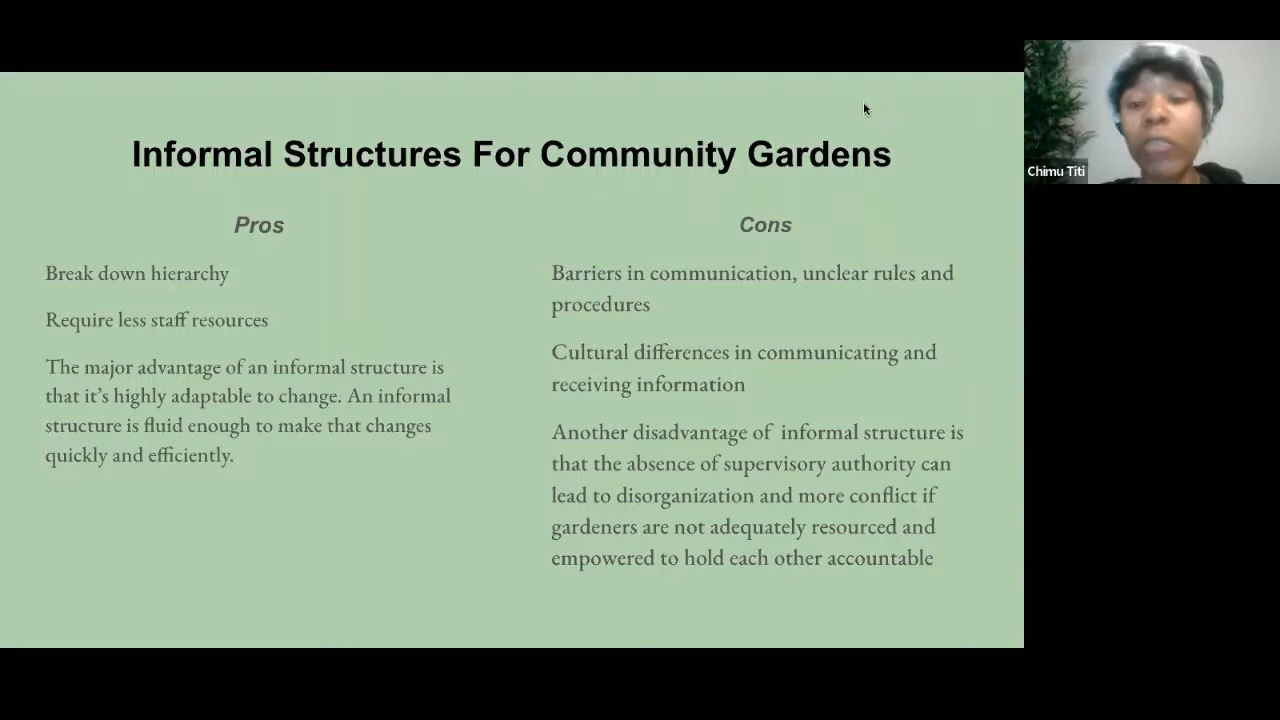 Informal Structures For Community Gardens
Pros
Break down hierarchy
Require less staff resources
The major advantage of an informal structure is
that it’s highly adaptable to change. An informal
structure is fluid enough to make that changes
quickly and efficiently.
Cons
Barriers in communication, unclear rules and
procedures
Cultural differences in communicating and
receiving information
Another disadvantage of  informal structure is
that the absence of supervisory authority can
lead to disorganization and more conflict if
gardeners are not adequately resourced and
empowered to hold each other accountable
Chimu Titi